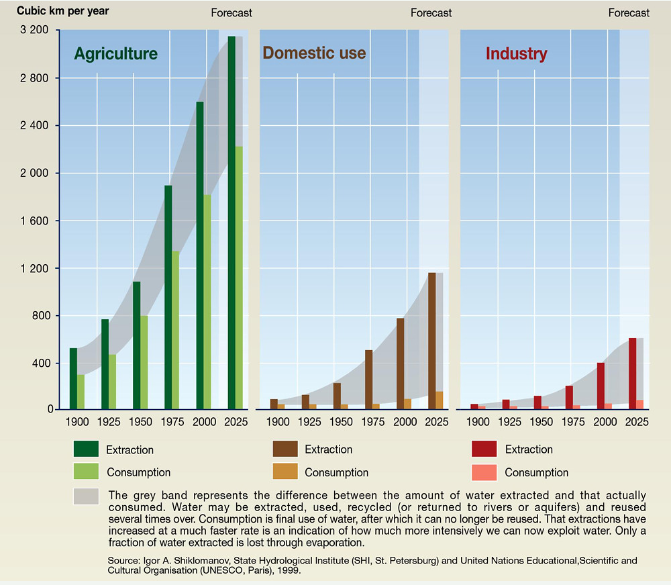 Cubic km per year
Forecast Forecast Forecast
3 200
Agriculture Domestic use Industry
2 800
2 400
2 000
1 600
1 200
800
400
0
1900 1925 1950 1975 2000 2025 1900 1925 1950 1975 2000 2025 1900 1925 1950 1975 2000 2025
Extraction Extraction Extraction
Consumption Consumption Consumption
The grey band represents the difference between the amount of water extracted and that actually
consumed. Water may be extracted, used, recycled (or returned to rivers or aquifers) and reused
several times over. Consumption is final use of water, after which it can no longer be reused. That extractions have
increased at a much faster rate is an indication of how much more intensively we can now exploit water. Only a
fraction of water extracted is lost through evaporation.
Source: Igor A. Shiklomanov, State Hydrological Institute (SHI, St. Petersburg) and United Nations Educational,Scientific and
Cultural Organisation (UNESCO, Paris), 1999.